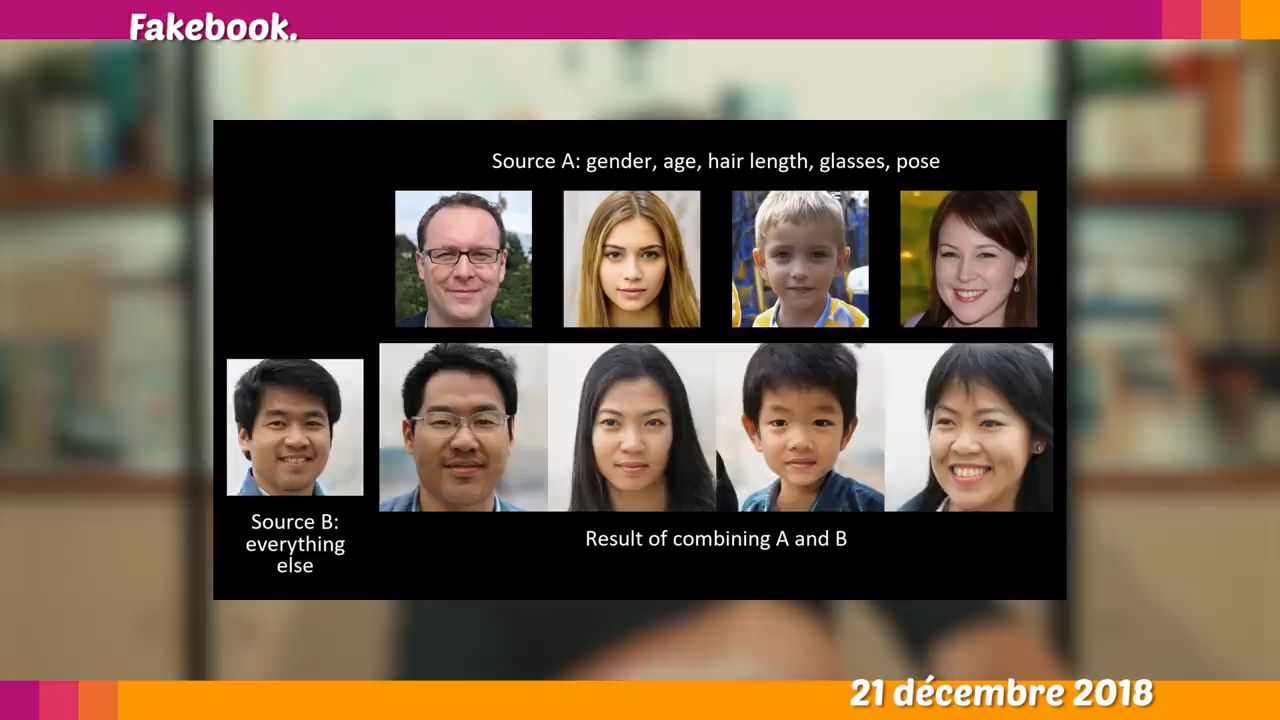 Fakebook.
Source A: gender, age, hair length, glasses, pose
Source B:
everything
else
Result of combining A and B
21 décembre 2018